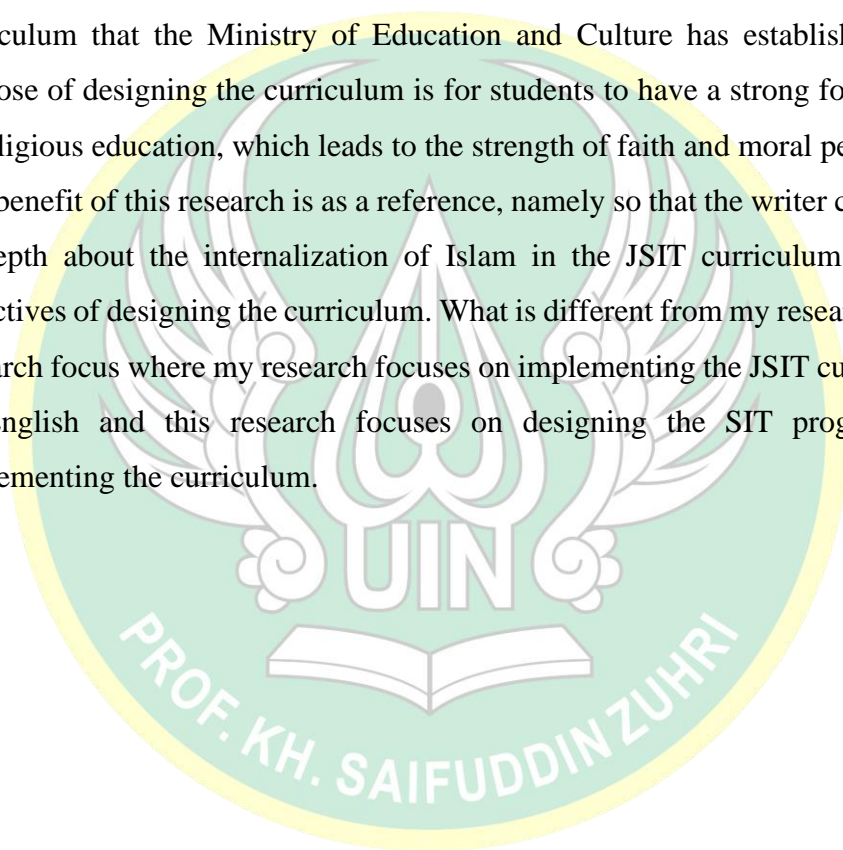 iculum that the Ministry of Education and Culture has establish
ose of designing the curriculum is for students to have a strong fo
ligious education, which leads to the strength of faith and moral pe
benefit of this research is as a reference, namely so that the writer c
epth about the internalization of Islam in the JSIT curriculum
ctives of designing the curriculum. What is different from my resea
arch focus where my research focuses on implementing the JSIT cu
nglish and this research focuses on designing the SIT prog
ementing the curriculum.
UIN
PROF. KH. SAIFUDDIN ZUHRI